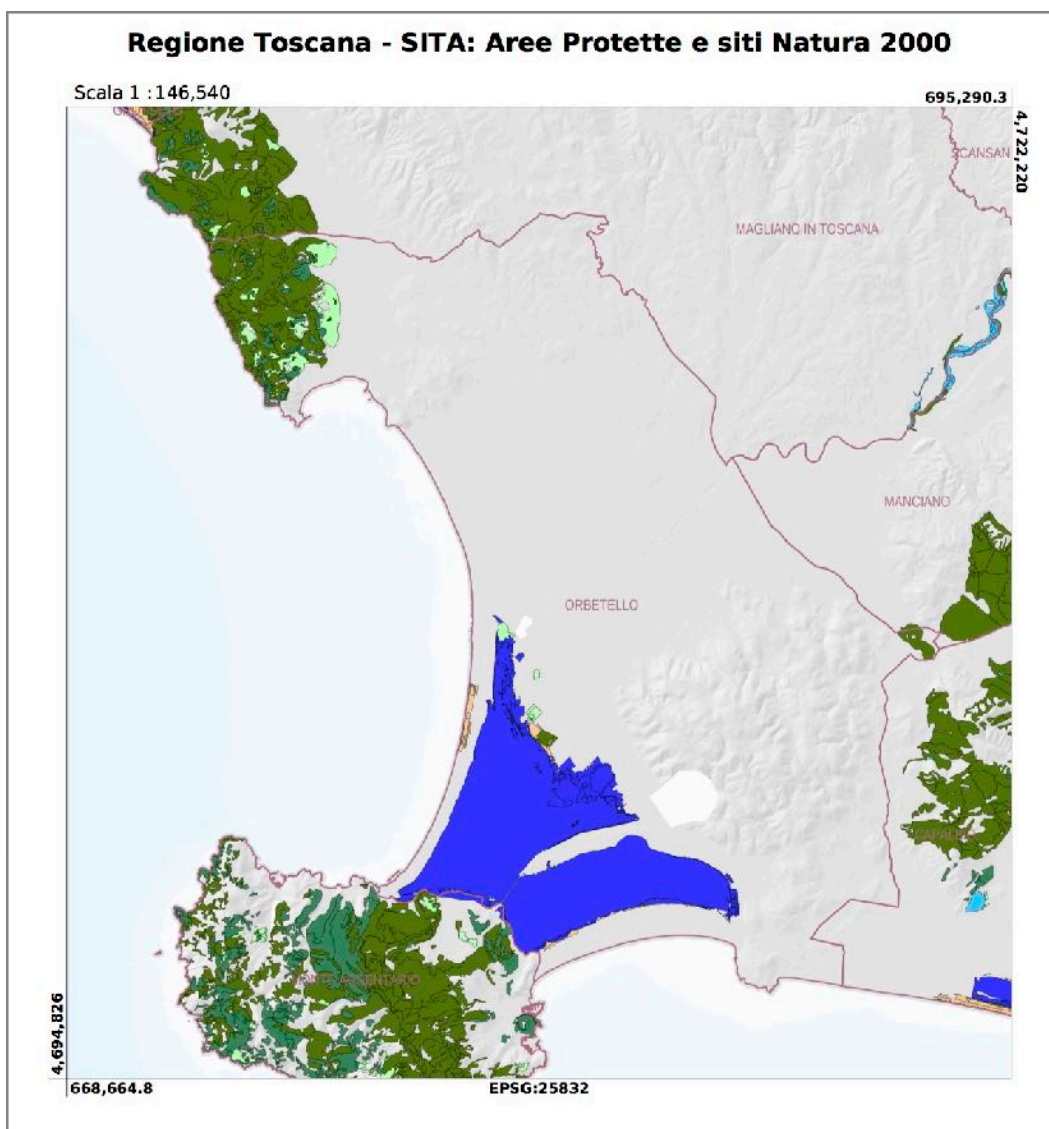 Regione Toscana - SITA: Aree Protette e siti Natura 2000
Scala 1 :146,540
695,290.3
4,722,220
SCANSAN
MAGLIANO IN TOSCANA
MANCIANO
ORBETELLO
4,694,826
668,664.8
EPSG:25832